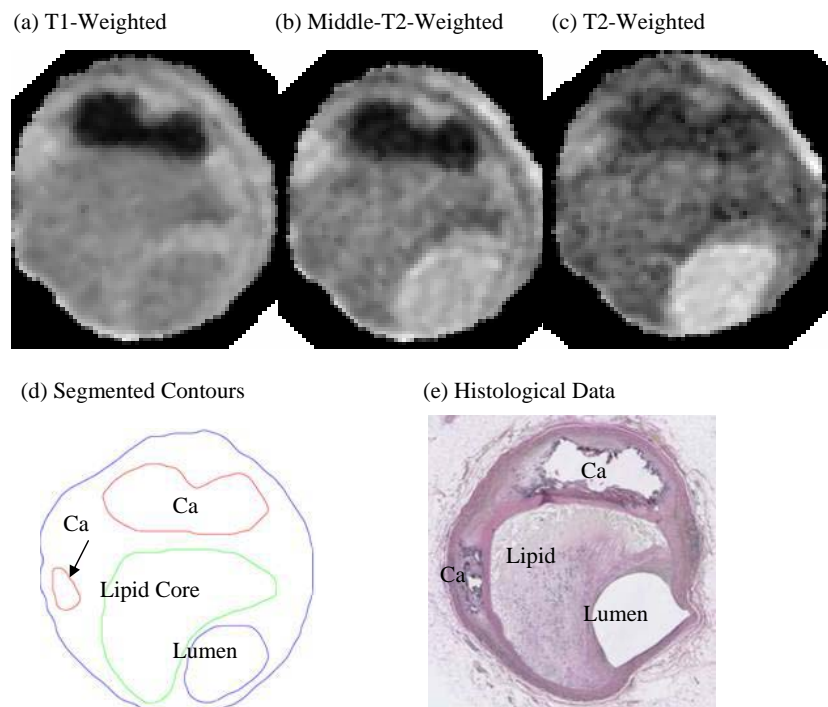 (a) T1-Weighted (b) Middle-T2-Weighted (c) T2-Weighted
(d) Segmented Contours (e) Histological Data
Ca
Ca
Ca
Lipid Core
Lumen
Lipid
Ca
Lumen